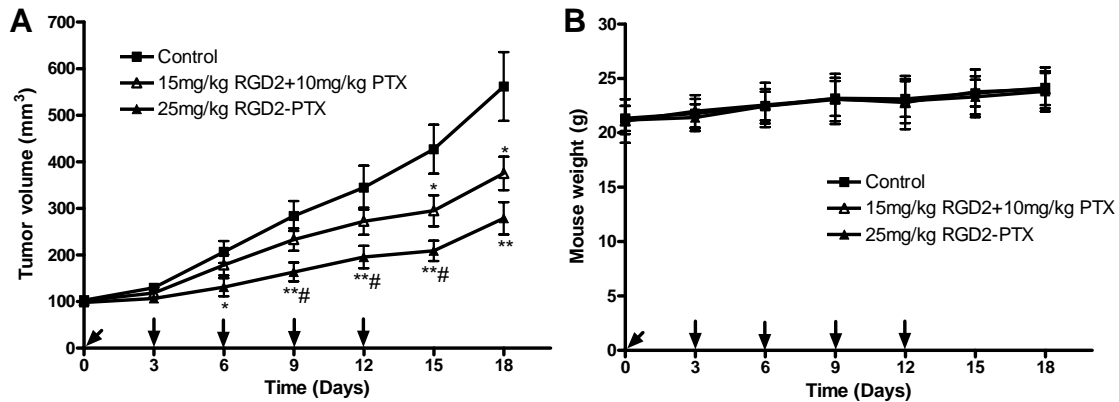 A
700
600
500
400
300
200
100
0
Tumor volume (mm³)
Control
15mg/kg RGD2+10mg/kg PTX
25mg/kg RGD2-PTX
*
**#
**#
*
**#
*
**
0 3 6 9 12 15 18
Time (Days)
B
30
25
20
15
10
5
0
Mouse weight (g)
Control
15mg/kg RGD2+10mg/kg PTX
25mg/kg RGD2-PTX
0 3 6 9 12 15 18
Time (Days)